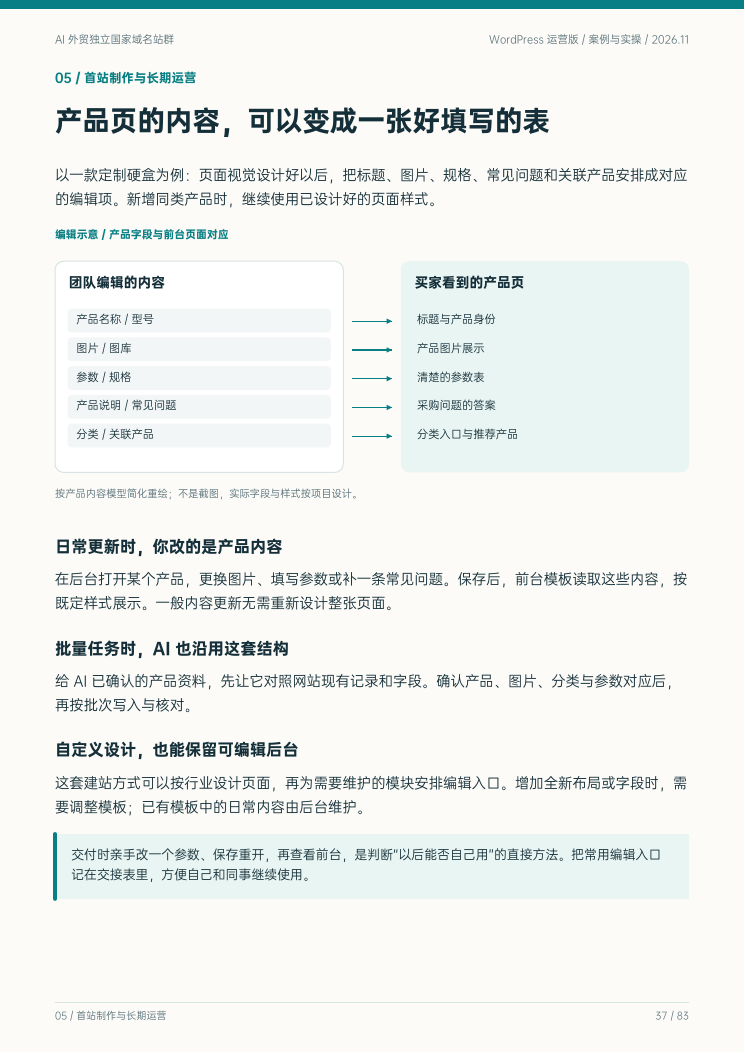 AI 外贸独立国家域名站群
WordPress 运营版 / 案例与实操 / 2026.11
05 / 首站制作与长期运营
产品页的内容，可以变成一张好填写的表
以一款定制硬盒为例：页面视觉设计好以后，把标题、图片、规格、常见问题和关联产品安排成对应
的编辑项。新增同类产品时，继续使用已设计好的页面样式。
编辑示意 / 产品字段与前台页面对应
团队编辑的内容
买家看到的产品页
产品名称 / 型号
标题与产品身份
图片 / 图库
产品图片展示
参数 / 规格
清楚的参数表
产品说明 / 常见问题
采购问题的答案
分类 / 关联产品
分类入口与推荐产品
按产品内容模型简化重绘；不是截图，实际字段与样式按项目设计。
日常更新时，你改的是产品内容
在后台打开某个产品，更换图片、填写参数或补一条常见问题。保存后，前台模板读取这些内容，按
既定样式展示。一般内容更新无需重新设计整张页面。
批量任务时，AI 也沿用这套结构
给 AI 已确认的产品资料，先让它对照网站现有记录和字段。确认产品、图片、分类与参数对应后，
再按批次写入与核对。
自定义设计，也能保留可编辑后台
这套建站方式可以按行业设计页面，再为需要维护的模块安排编辑入口。增加全新布局或字段时，需
要调整模板；已有模板中的日常内容由后台维护。
交付时亲手改一个参数、保存重开，再查看前台，是判断“以后能否自己用”的直接方法。把常用编辑入口
记在交接表里，方便自己和同事继续使用。
05 / 首站制作与长期运营
37 / 83